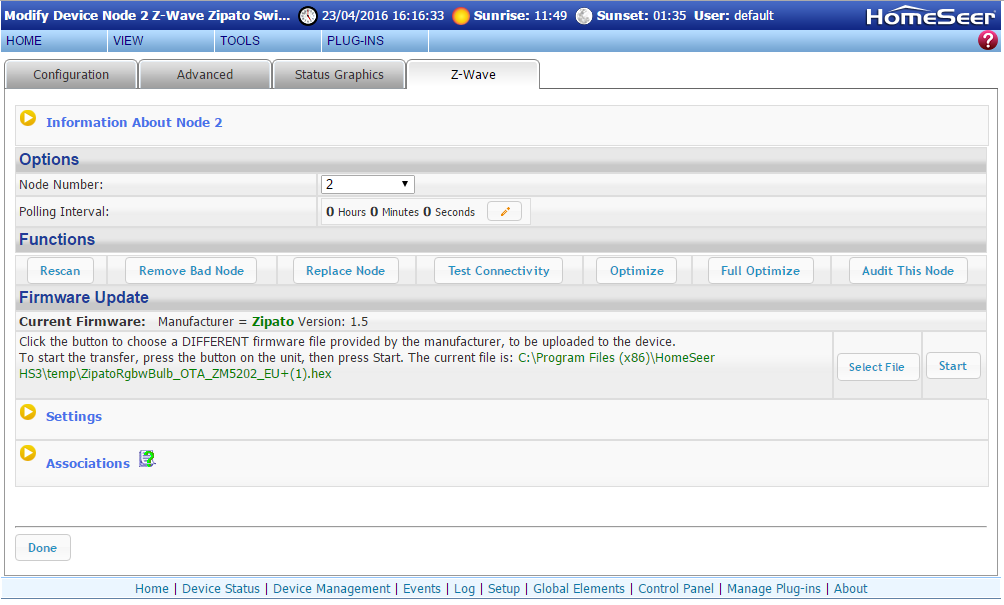 Modify Device Node 2 Z-Wave Zipato Swi... 23/04/2016 16:16:33 Sunrise: 11:49 Sunset: 01:35 User: default HomeSeer
HOME VIEW TOOLS PLUG-INS ?
Configuration Advanced Status Graphics Z-Wave
Information About Node 2
Options
Node Number: 2
Polling Interval: 0 Hours 0 Minutes 0 Seconds
Functions
Rescan Remove Bad Node Replace Node Test Connectivity Optimize Full Optimize Audit This Node
Firmware Update
Current Firmware: Manufacturer = Zipato Version: 1.5
Click the button to choose a DIFFERENT firmware file provided by the manufacturer, to be uploaded to the device.
To start the transfer, press the button on the unit, then press Start. The current file is: C:\Program Files (x86)\HomeSeer
HS3\temp\ZipatoRgbwBulb_OTA_ZM5202_EU+(1).hex
Select File Start
Settings
Associations
Done
Home | Device Status | Device Management | Events | Log | Setup | Global Elements | Control Panel | Manage Plug-ins | About